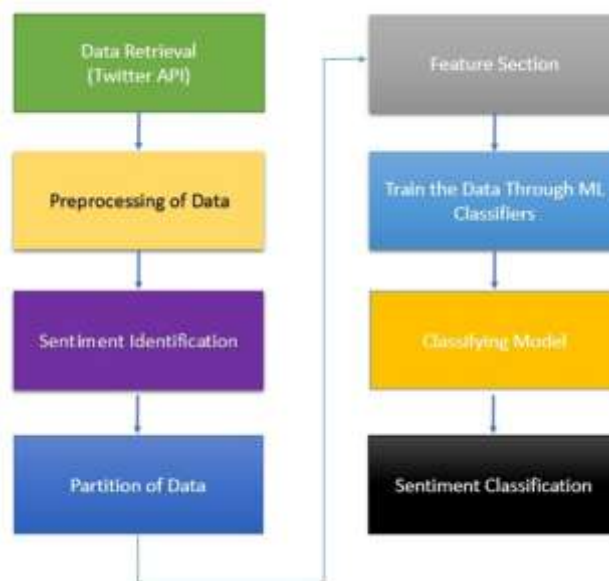 Data Retrieval
(Twitter API)
Preprocessing of Data
Sentiment Identification
Partition of Data
Feature Section
Train the Data Through ML
Classifiers
Classifying Model
Sentiment Classification